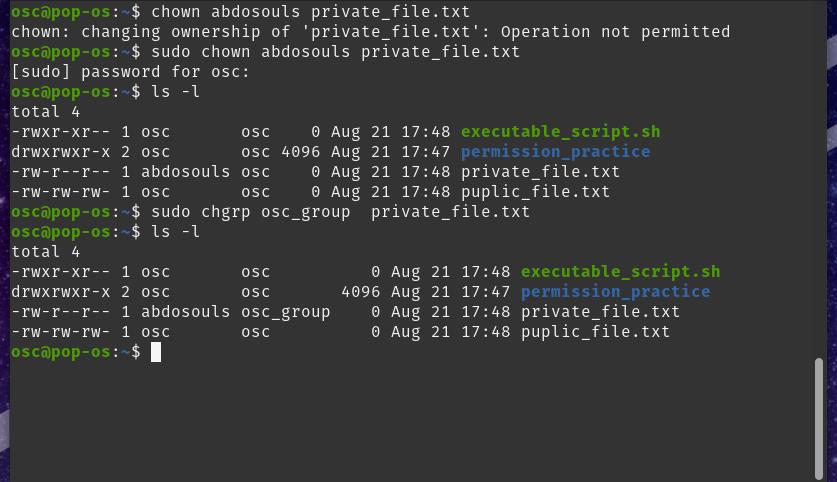 osc@pop-os:~$ chown abdosouls private_file.txt
chown: changing ownership of 'private_file.txt': Operation not permitted
osc@pop-os:~$ sudo chown abdosouls private_file.txt
[sudo] password for osc:
osc@pop-os:~$ ls -l
total 4
-rwxr-xr-- 1 osc       osc    0 Aug 21 17:48 executable_script.sh
drwxrwxr-x 2 osc       osc 4096 Aug 21 17:47 permission_practice
-rw-r--r-- 1 abdosouls osc    0 Aug 21 17:48 private_file.txt
-rw-rw-rw- 1 osc       osc    0 Aug 21 17:48 puplic_file.txt
osc@pop-os:~$ sudo chgrp osc_group  private_file.txt
osc@pop-os:~$ ls -l
total 4
-rwxr-xr-- 1 osc       osc          0 Aug 21 17:48 executable_script.sh
drwxrwxr-x 2 osc       osc       4096 Aug 21 17:47 permission_practice
-rw-r--r-- 1 abdosouls osc_group    0 Aug 21 17:48 private_file.txt
-rw-rw-rw- 1 osc       osc          0 Aug 21 17:48 puplic_file.txt
osc@pop-os:~$